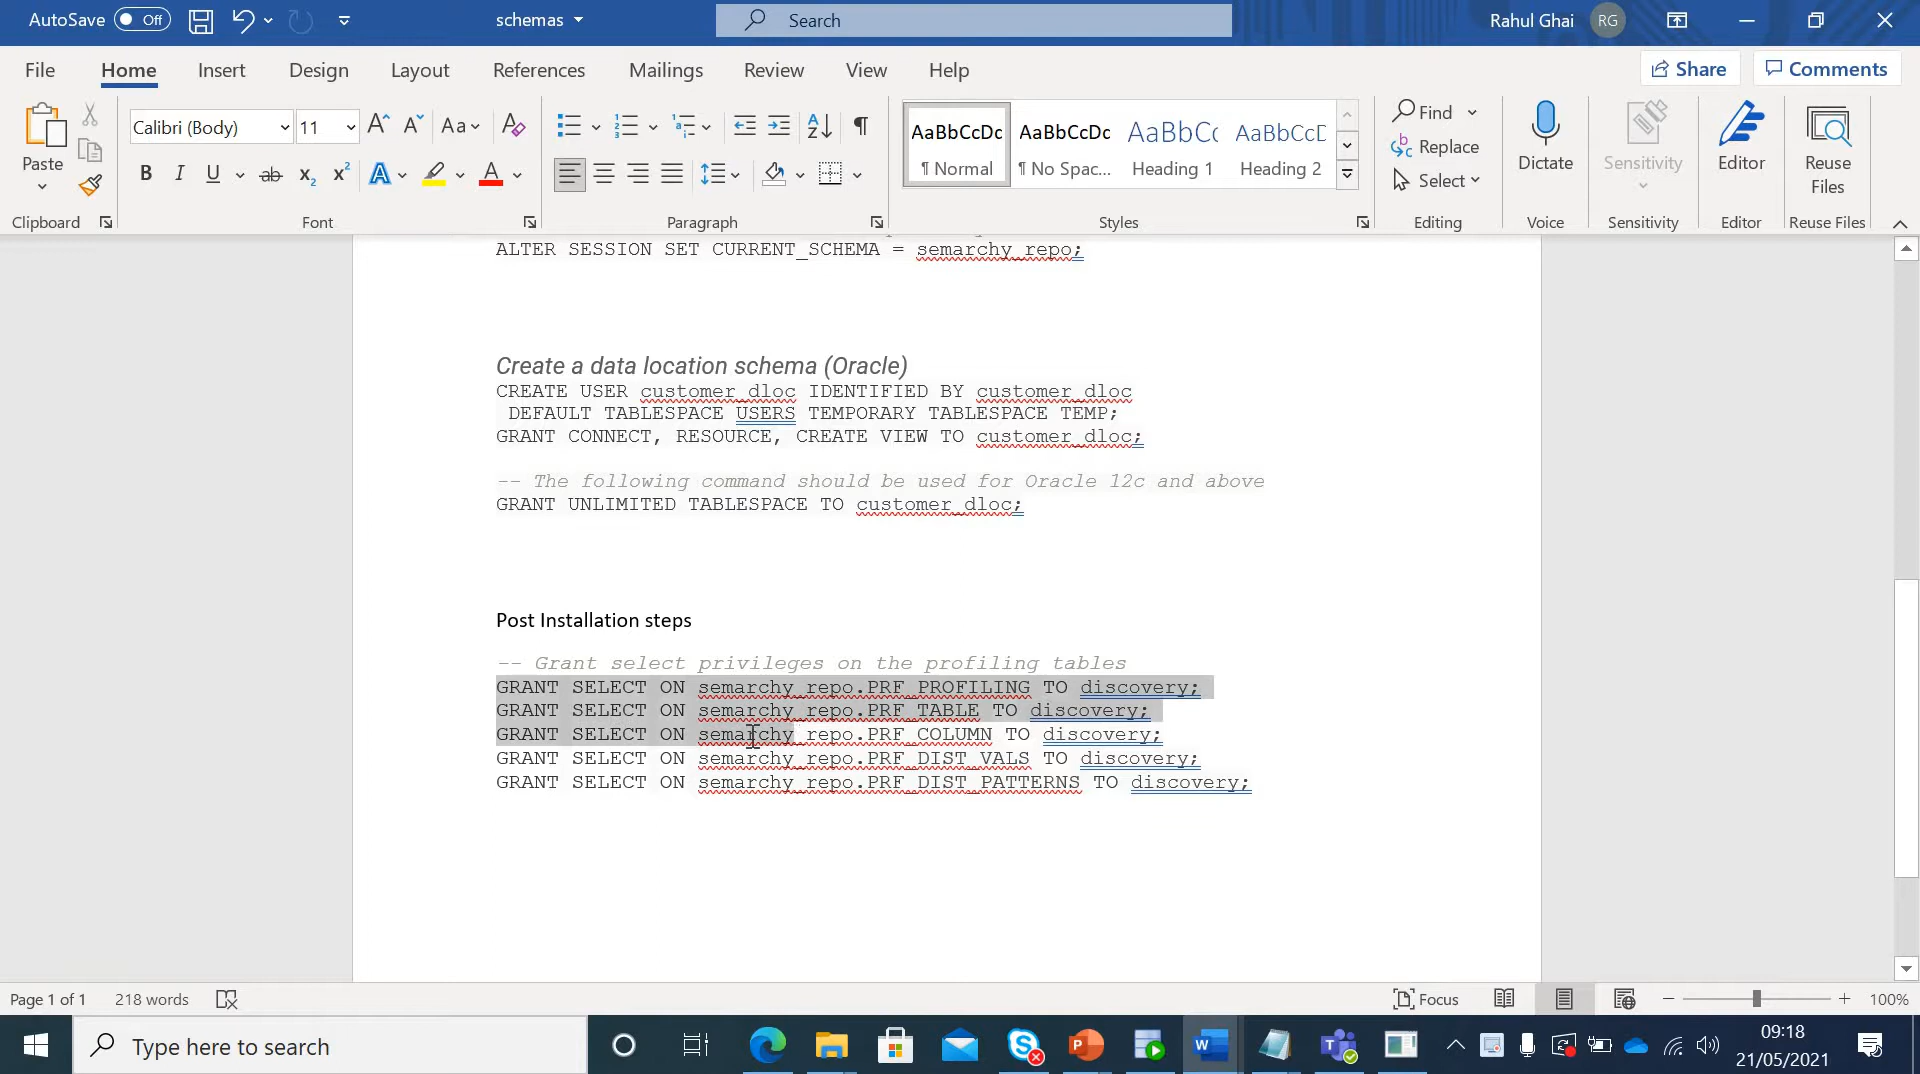 AutoSave Off schemas Search Rahul Ghai RG
File Home Insert Design Layout References Mailings Review View Help Share Comments
Calibri (Body) 11 A A Aa A
AaBbCcDc AaBbCcDc AaBbC( AaBbCcD
¶ Normal ¶ No Spac... Heading 1 Heading 2
Paste
B I U ab x2 x2 A A
Find
Replace
Select
Dictate
Sensitivity
Editor
Reuse Files
Clipboard Font Paragraph Styles Editing Voice Sensitivity Editor Reuse Files
ALTER SESSION SET CURRENT_SCHEMA = semarchy_repo;
Create a data location schema (Oracle)
CREATE USER customer_dloc IDENTIFIED BY customer_dloc
DEFAULT TABLESPACE USERS TEMPORARY TABLESPACE TEMP;
GRANT CONNECT, RESOURCE, CREATE VIEW TO customer_dloc;
-- The following command should be used for Oracle 12c and above
GRANT UNLIMITED TABLESPACE TO customer_dloc;
Post Installation steps
-- Grant select privileges on the profiling tables
GRANT SELECT ON semarchy_repo.PRF_PROFILING TO discovery;
GRANT SELECT ON semarchy_repo.PRF_TABLE TO discovery;
GRANT SELECT ON semarchy_repo.PRF_COLUMN TO discovery;
GRANT SELECT ON semarchy_repo.PRF_DIST_VALS TO discovery;
GRANT SELECT ON semarchy_repo.PRF_DIST_PATTERNS TO discovery;
Page 1 of 1 218 words Focus 100%
Type here to search
09:18
21/05/2021